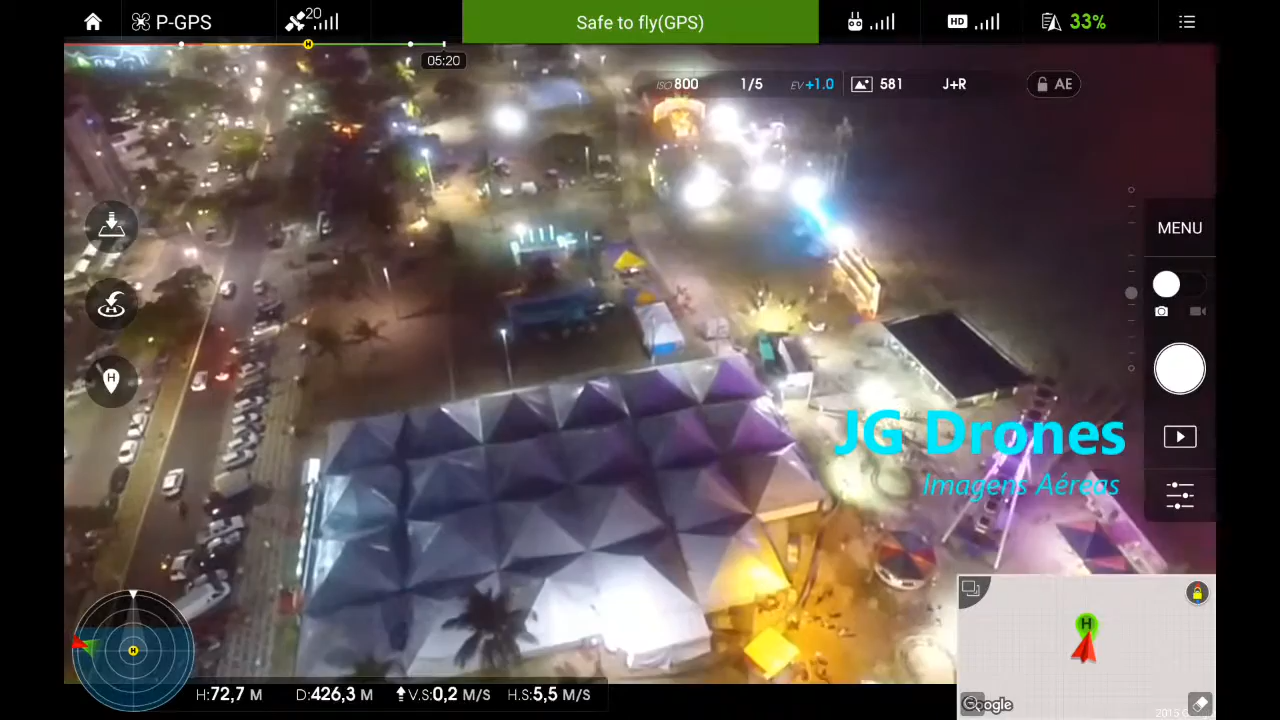 P-GPS
20
Safe to fly(GPS)
HD
33%
05:20
ISO 800
1/5
EV +1.0
581
J+R
AE
MENU
H
H
JG Drones
Imagens Aéreas
H
H
H:72,7 M
D:426,3 M
V.S:0,2 M/S
H.S:5,5 M/S
H
Google
2015